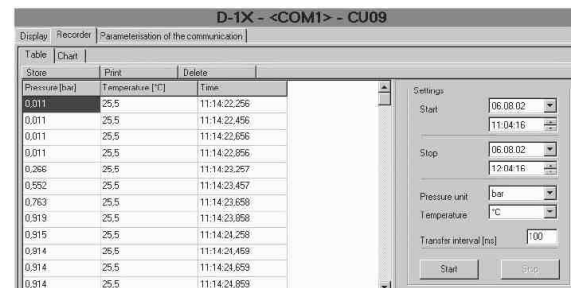 D-1X - <COM1> - CU09
Display Recorder Parameterisation of the communication
Table Chart
Store Print Delete
Pressure [bar] Temperature [°C] Time
0,011 25,5 11:14:22,256
0,011 25,5 11:14:22,456
0,011 25,5 11:14:22,656
0,011 25,5 11:14:22,856
0,266 25,5 11:14:23,257
0,552 25,5 11:14:23,457
0,763 25,5 11:14:23,658
0,919 25,5 11:14:23,858
0,915 25,5 11:14:24,258
0,914 25,5 11:14:24,459
0,914 25,5 11:14:24,659
0,914 25,5 11:14:24,859
Settings
Start 06.08.02
11:04:16
Stop 06.08.02
12:04:16
Pressure unit bar
Temperature °C
Transfer interval [ms] 100
Start Stop